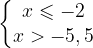 { x ⩽ -2
x > -5,5